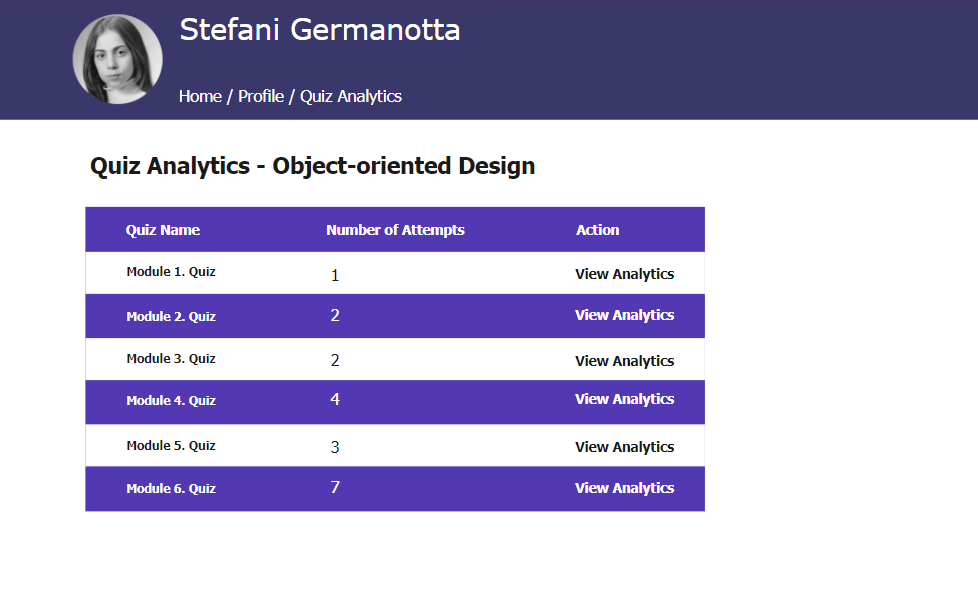 Stefani Germanotta
Home / Profile / Quiz Analytics
Quiz Analytics - Object-oriented Design
Quiz Name Number of Attempts Action
Module 1. Quiz 1 View Analytics
Module 2. Quiz 2 View Analytics
Module 3. Quiz 2 View Analytics
Module 4. Quiz 4 View Analytics
Module 5. Quiz 3 View Analytics
Module 6. Quiz 7 View Analytics